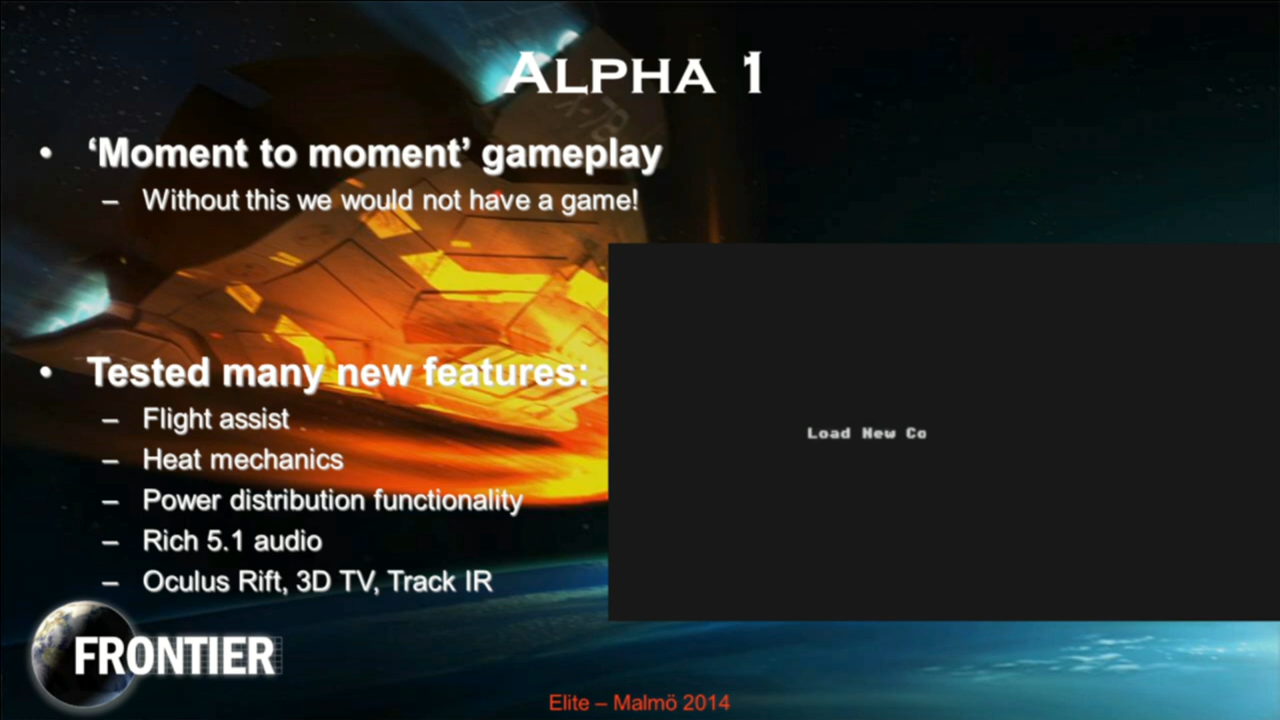 ALPHA 1
X-78
• ‘Moment to moment’ gameplay
– Without this we would not have a game!
• Tested many new features:
– Flight assist
– Heat mechanics
– Power distribution functionality
– Rich 5.1 audio
– Oculus Rift, 3D TV, Track IR
Load New Co
FRONTIER
Elite – Malmö 2014